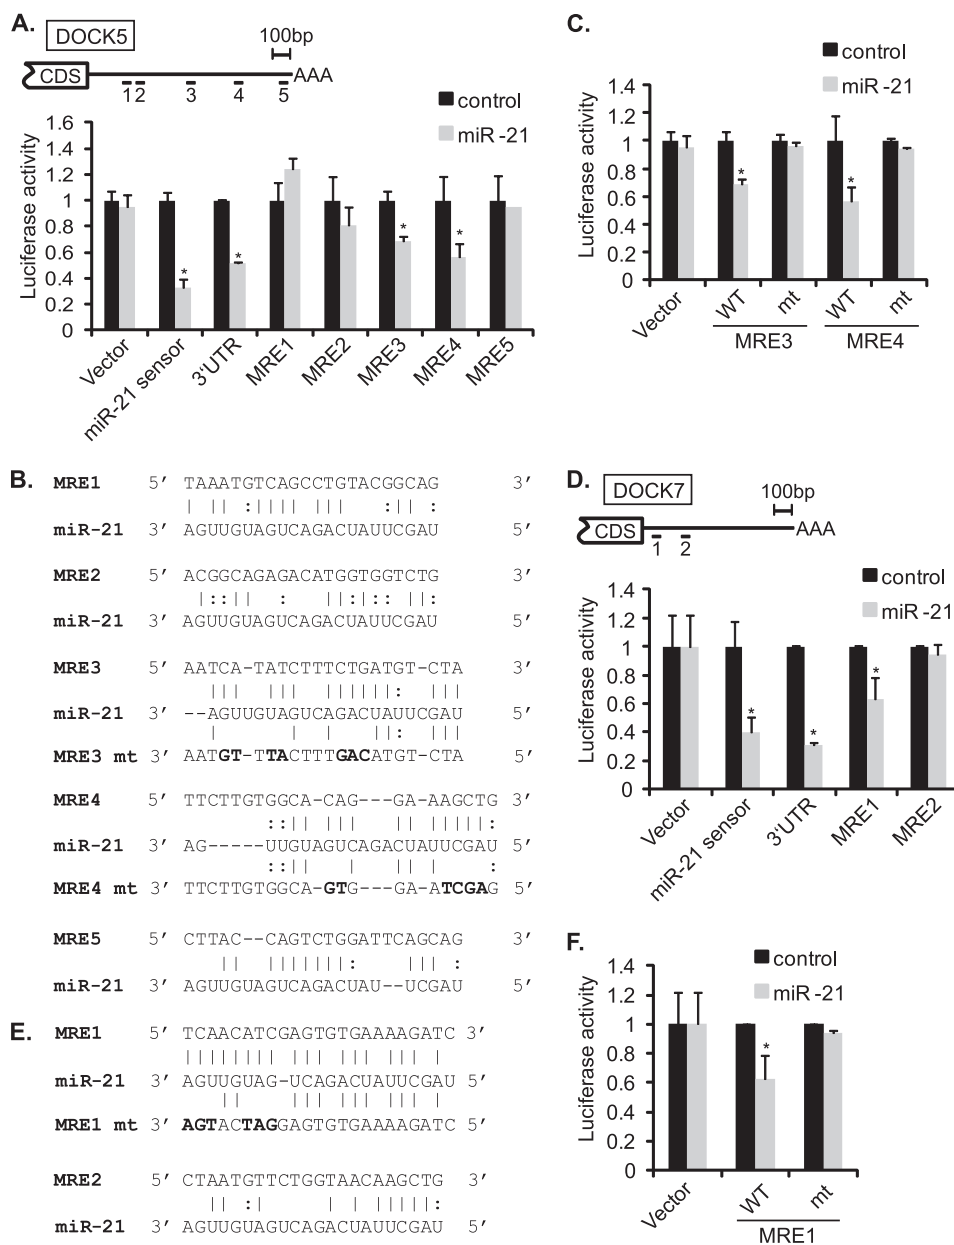 A.
DOCK5
100bp
CDS
AAA
1 2 3 4 5
control
miR-21
Luciferase activity
1.6
1.4
1.2
1
0.8
0.6
0.4
0.2
0
*
*
*
*
Vector
miR-21 sensor
3'UTR
MRE1
MRE2
MRE3
MRE4
MRE5
C.
control
miR-21
Luciferase activity
1.4
1.2
1
0.8
0.6
0.4
0.2
0
*
*
Vector
WT
mt
WT
mt
MRE3
MRE4
B.
MRE1 5' TAAATGTCAGCCTGTACGGCAG 3'
miR-21 3' AGUUGUAGUCAGACUAUUCGAU 5'
MRE2 5' ACGGCAGAGACATGGTGGTCTG 3'
miR-21 3' AGUUGUAGUCAGACUAUUCGAU 5'
MRE3 5' AATCA-TATCTTTCTGATGT-CTA 3'
miR-21 3' --AGUUGUAGUCAGACUAUUCGAU 5'
MRE3 mt 3' AATGT-TTACTTTGACATGT-CTA 5'
MRE4 5' TTCTTGTGGCA-CAG---GA-AAGCTG 3'
miR-21 3' AG-----UUGUAGUCAGACUAUUCGAU 5'
MRE4 mt 3' TTCTTGTGGCA-GTG---GA-ATCGAG 5'
MRE5 5' CTTAC--CAGTCTGGATTCAGCAG 3'
miR-21 3' AGUUGUAGUCAGACUAU--UCGAU 5'
D.
DOCK7
100bp
CDS
AAA
1 2
control
miR-21
Luciferase activity
1.4
1.2
1
0.8
0.6
0.4
0.2
0
*
*
*
Vector
miR-21 sensor
3'UTR
MRE1
MRE2
E.
MRE1 5' TCAACATCGAGTGTGAAAAGATC 3'
miR-21 3' AGUUGUAG-UCAGACUAUUCGAU 5'
MRE1 mt 3' AGTACTAGGAGTGTGAAAAGATC 5'
MRE2 5' CTAATGTTCTGGTAACAAGCTG 3'
miR-21 3' AGUUGUAGUCAGACUAUUCGAU 5'
F.
control
miR-21
Luciferase activity
1.4
1.2
1
0.8
0.6
0.4
0.2
0
*
Vector
WT
mt
MRE1